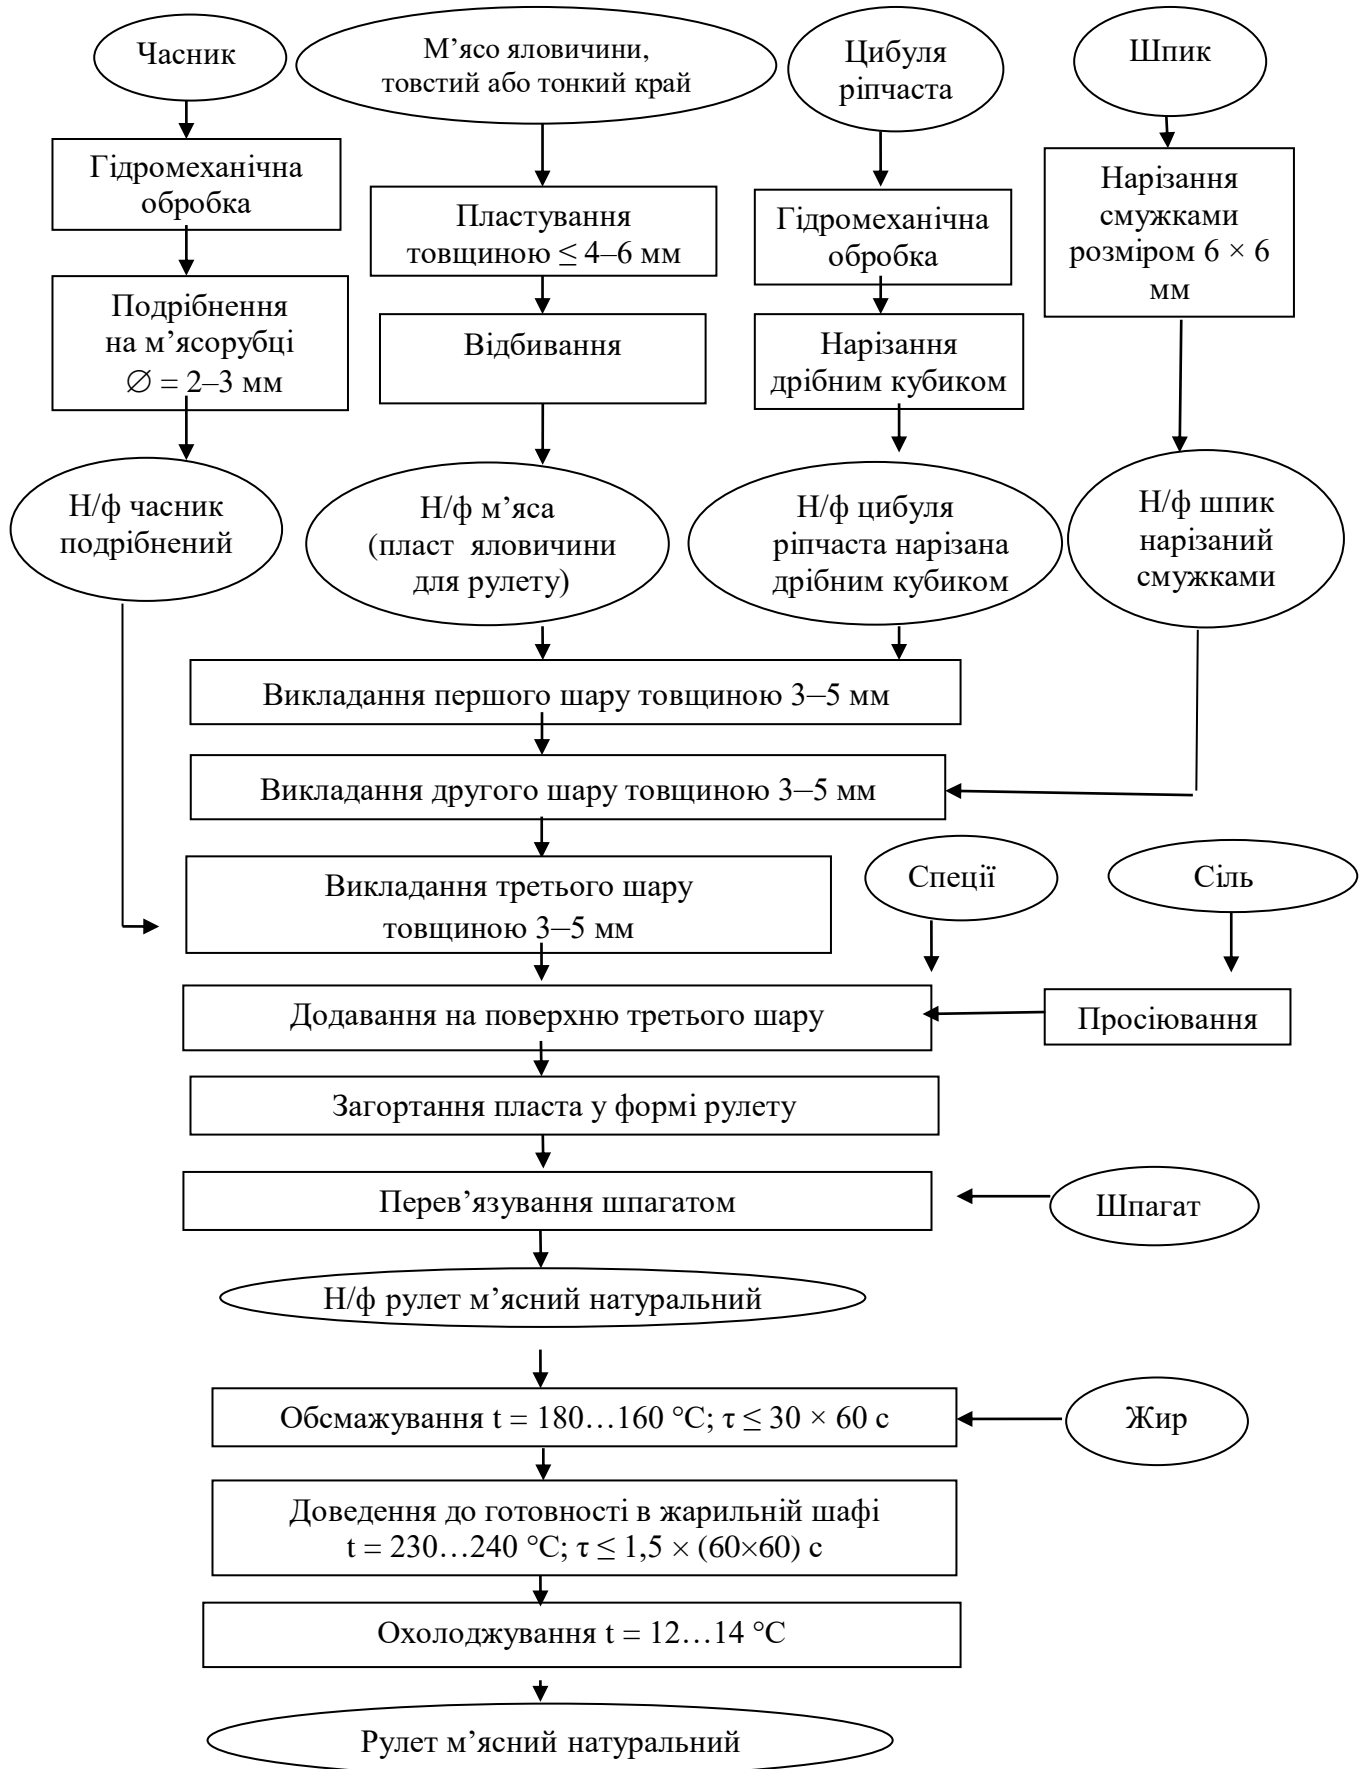 Часник
М’ясо яловичини,
товстий або тонкий край
Цибуля
ріпчаста
Шпик
Гідромеханічна
обробка
Пластування
товщиною ≤ 4–6 мм
Гідромеханічна
обробка
Нарізання
смужками
розміром 6 × 6
мм
Подрібнення
на м’ясорубці
∅ = 2–3 мм
Відбивання
Нарізання
дрібним кубиком
Н/ф часник
подрібнений
Н/ф м’яса
(пласт яловичини
для рулету)
Н/ф цибуля
ріпчаста нарізана
дрібним кубиком
Н/ф шпик
нарізаний
смужками
Викладання першого шару товщиною 3–5 мм
Викладання другого шару товщиною 3–5 мм
Викладання третього шару
товщиною 3–5 мм
Спеції
Сіль
Додавання на поверхню третього шару
Просіювання
Загортання пласта у формі рулету
Перев’язування шпагатом
Шпагат
Н/ф рулет м’ясний натуральний
Обсмажування t = 180…160 °С; τ ≤ 30 × 60 с
Жир
Доведення до готовності в жарильній шафі
t = 230…240 °С; τ ≤ 1,5 × (60×60) с
Охолоджування t = 12…14 °С
Рулет м’ясний натуральний